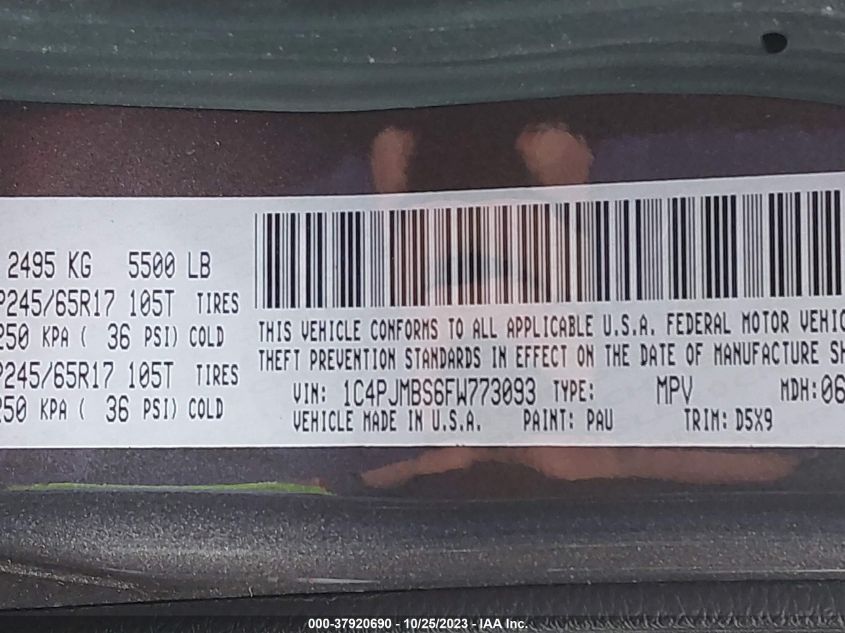 2495 KG 5500 LB
P245/65R17 105T TIRES
250 KPA ( 36 PSI) COLD
P245/65R17 105T TIRES
250 KPA ( 36 PSI) COLD
THIS VEHICLE CONFORMS TO ALL APPLICABLE U.S.A. FEDERAL MOTOR VEHIC
THEFT PREVENTION STANDARDS IN EFFECT ON THE DATE OF MANUFACTURE SH
VIN: 1C4PJMBS6FW773093 TYPE: MPV MDH: 06
VEHICLE MADE IN U.S.A. PAINT: PAU TRIM: D5X9
000-37920690 - 10/25/2023 - IAA Inc.